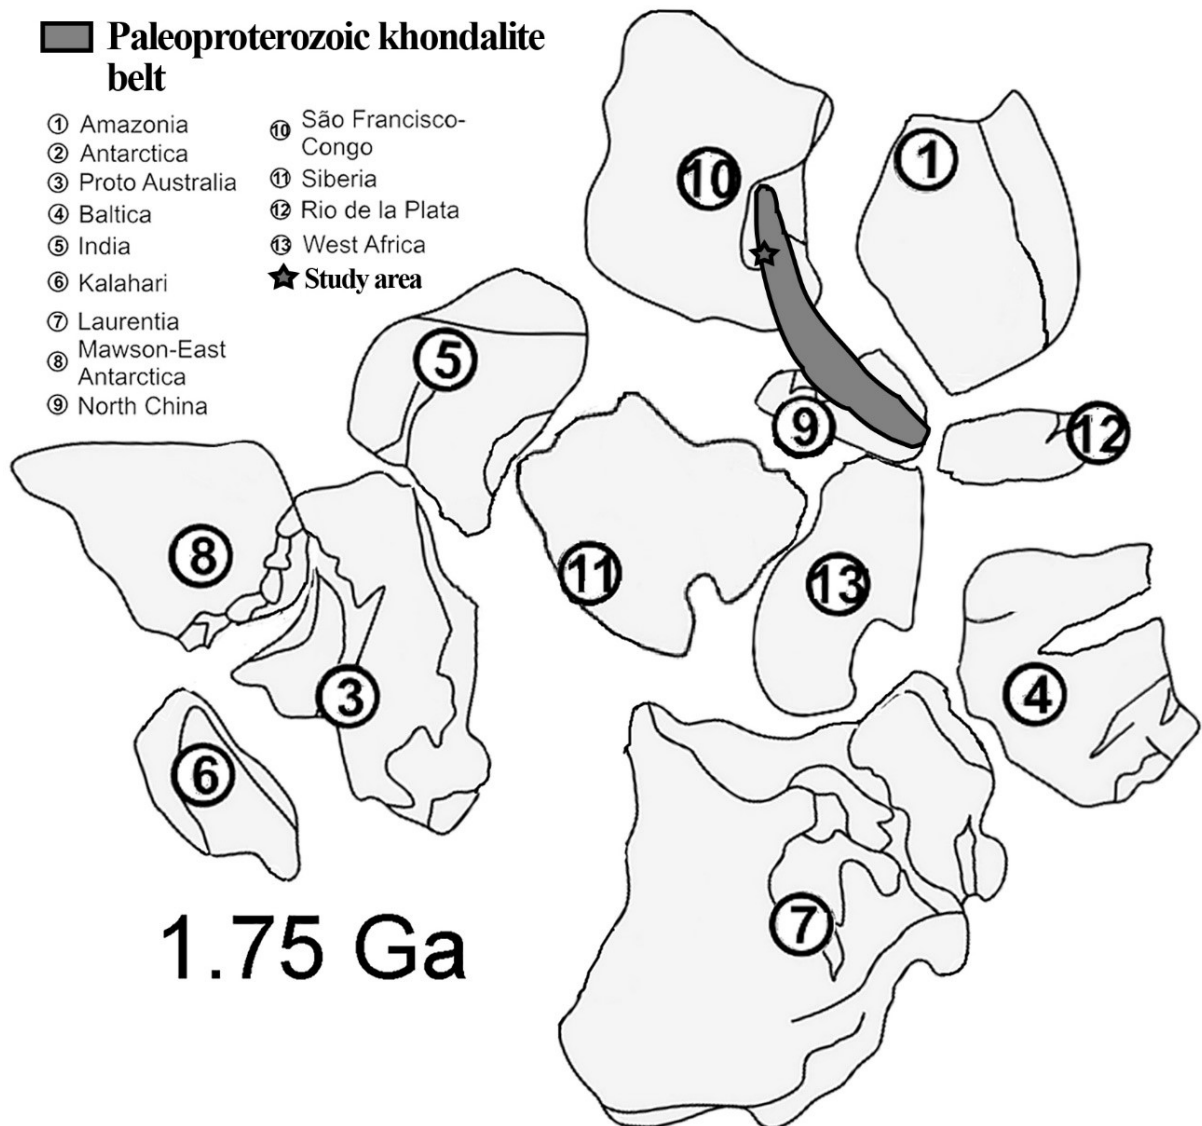 Paleoproterozoic khondalite
belt
① Amazonia
② Antarctica
③ Proto Australia
④ Baltica
⑤ India
⑥ Kalahari
⑦ Laurentia
⑧ Mawson-East
Antarctica
⑨ North China
⑩ São Francisco-
Congo
⑪ Siberia
⑫ Rio de la Plata
⑬ West Africa
Study area
10
1
5
9
12
8
11
13
3
4
6
7
1.75 Ga